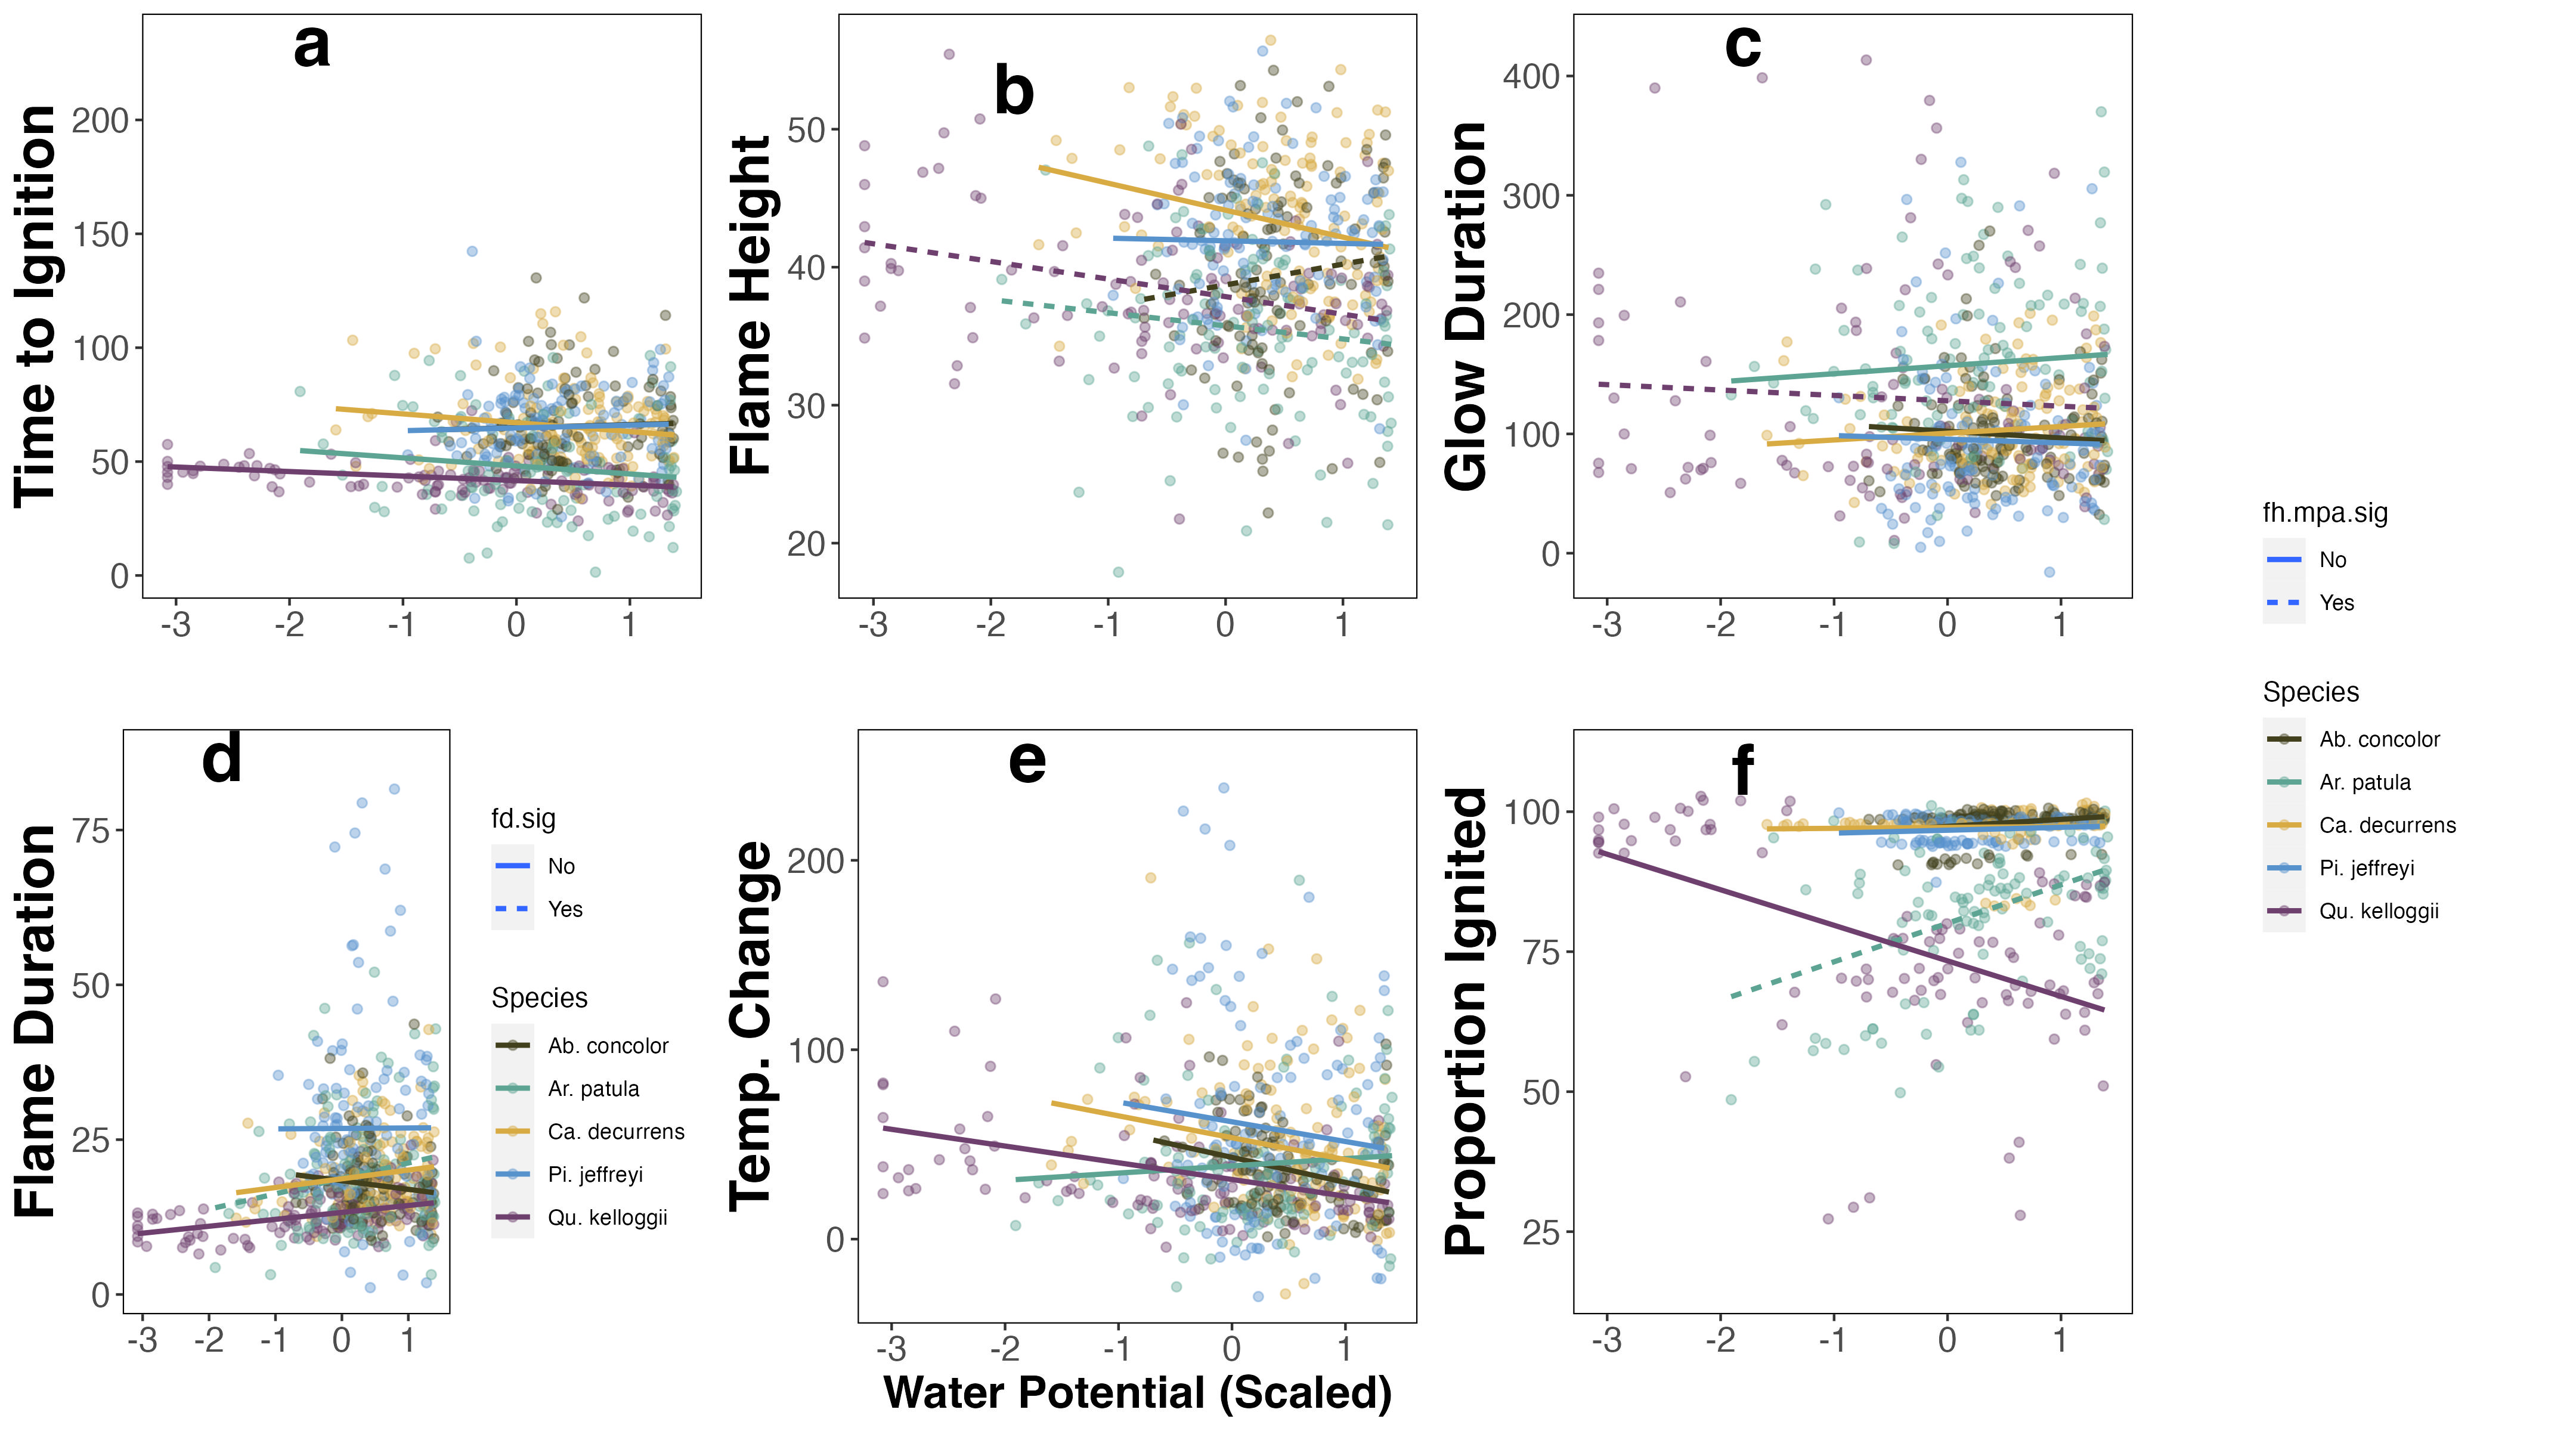 a
Time to Ignition
200
150
100
50
0
-3 -2 -1 0 1
b
Flame Height
50
40
30
20
-3 -2 -1 0 1
c
Glow Duration
400
300
200
100
0
-3 -2 -1 0 1
fh.mpa.sig
No
Yes
Species
Ab. concolor
Ar. patula
Ca. decurrens
Pi. jeffreyi
Qu. kelloggii
d
Flame Duration
75
50
25
0
-3 -2 -1 0 1
fd.sig
No
Yes
Species
Ab. concolor
Ar. patula
Ca. decurrens
Pi. jeffreyi
Qu. kelloggii
e
Temp. Change
200
100
0
-3 -2 -1 0 1
f
Proportion Ignited
100
75
50
25
-3 -2 -1 0 1
Water Potential (Scaled)